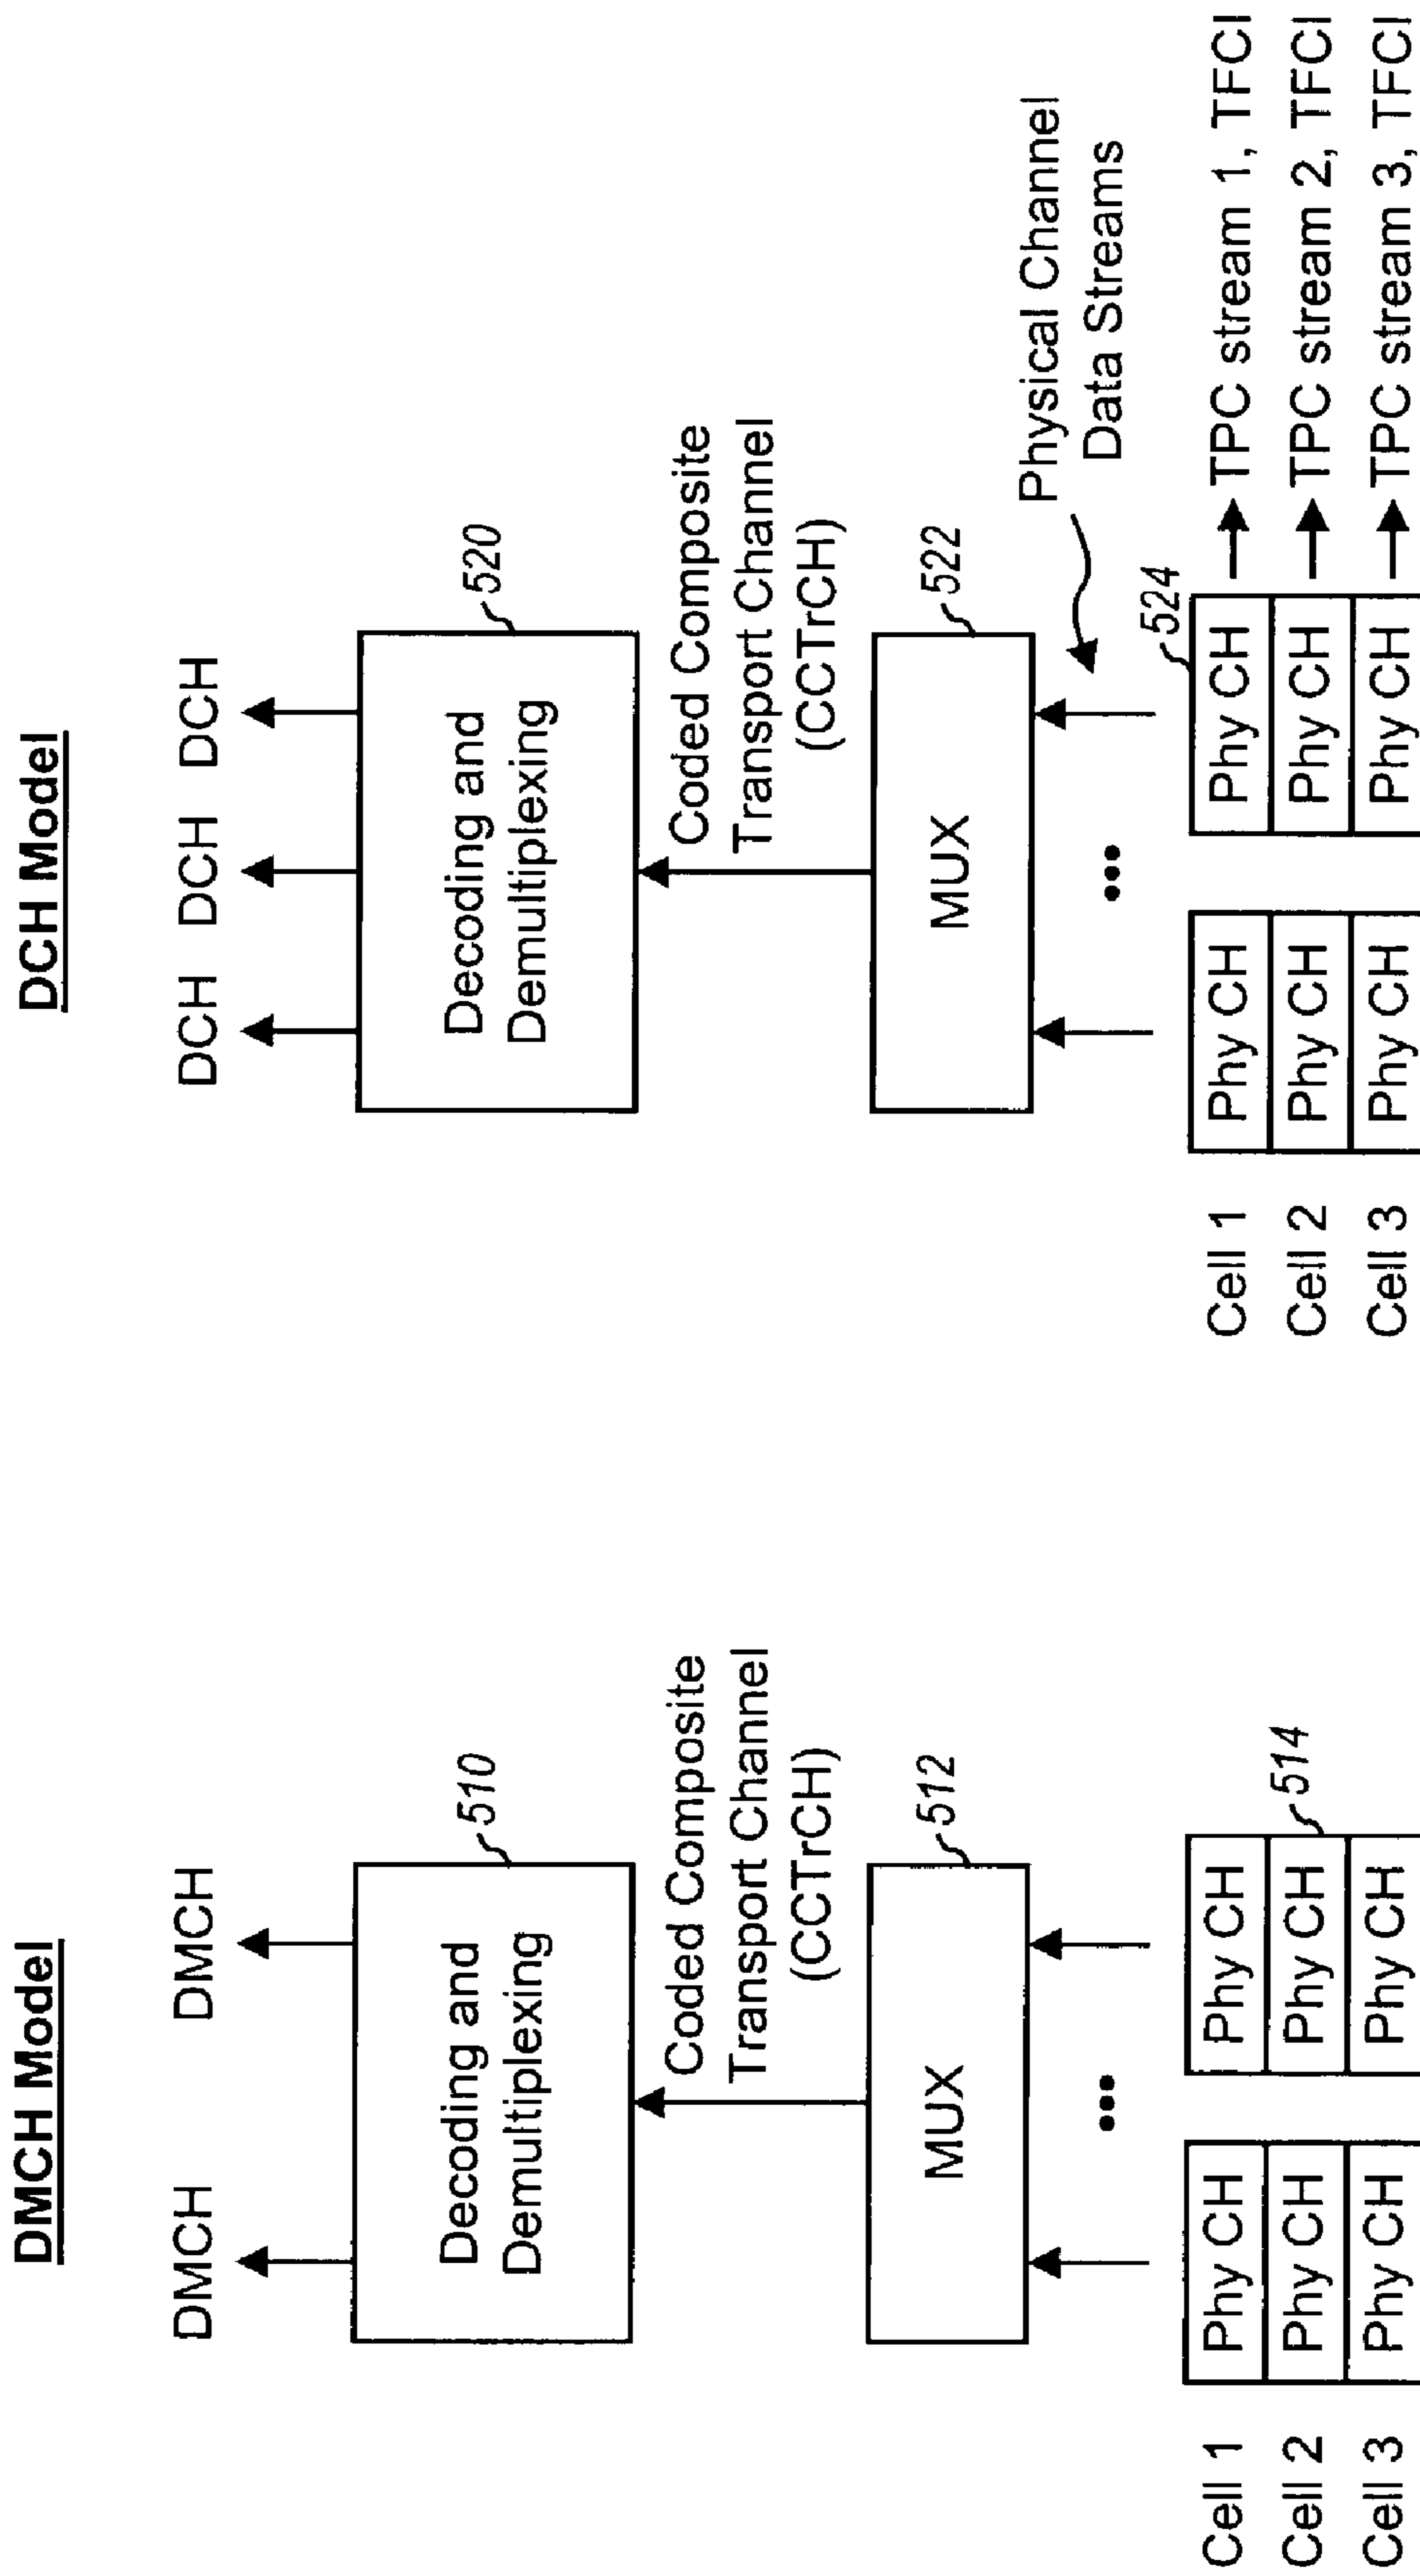 DMCH Model
DMCH DMCH
Decoding and
Demultiplexing
510
Coded Composite
Transport Channel
(CCTrCH)
MUX
512
•••
514
Cell 1 Phy CH Phy CH
Cell 2 Phy CH Phy CH
Cell 3 Phy CH Phy CH
DCH Model
DCH DCH DCH
Decoding and
Demultiplexing
520
Coded Composite
Transport Channel
(CCTrCH)
MUX
522
Physical Channel
Data Streams
•••
524
Cell 1 Phy CH Phy CH TPC stream 1, TFCI
Cell 2 Phy CH Phy CH TPC stream 2, TFCI
Cell 3 Phy CH Phy CH TPC stream 3, TFCI